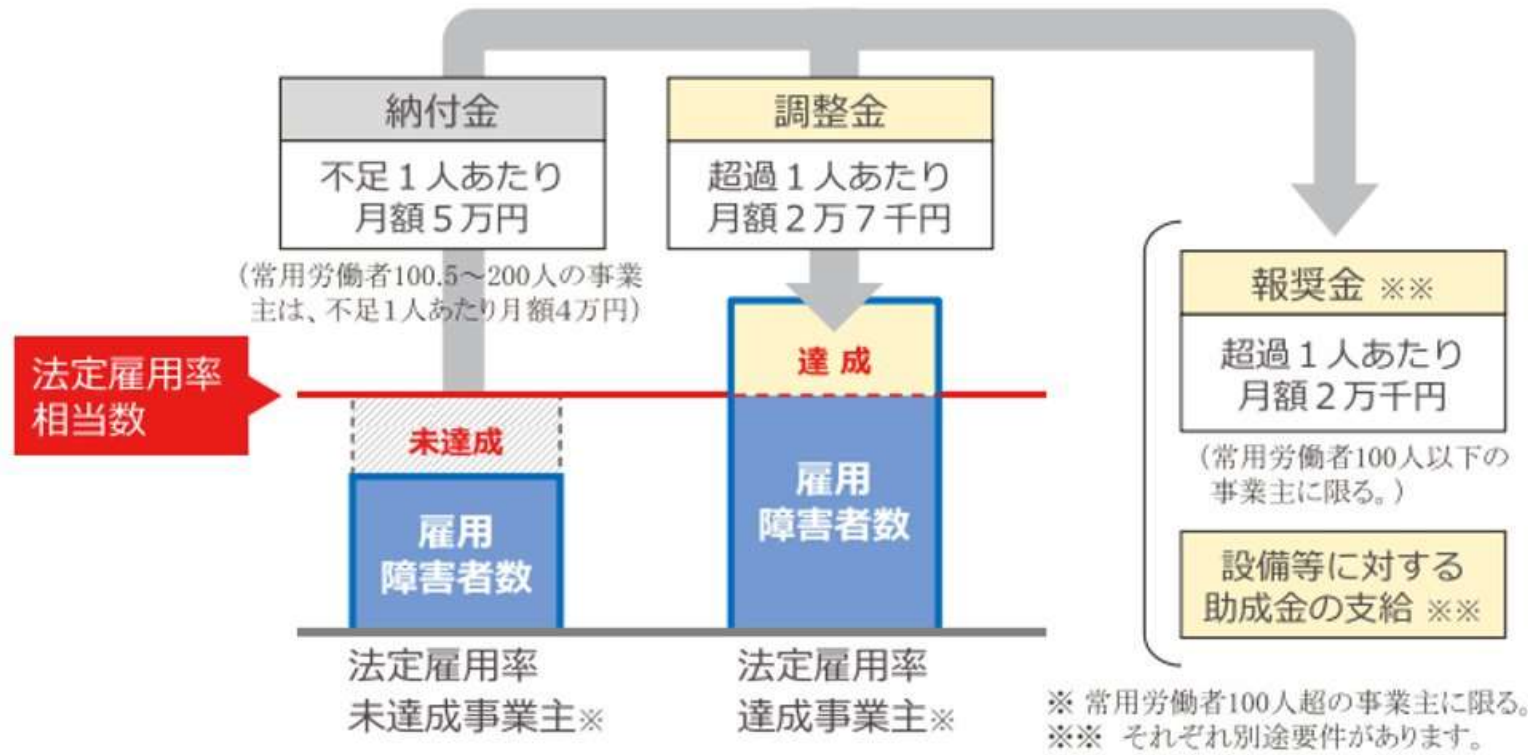 納付金
不足１人あたり
月額５万円
（常用労働者100.5～200人の事業
主は、不足1人あたり月額4万円）
調整金
超過１人あたり
月額２万７千円
報奨金 ※※
超過１人あたり
月額２万千円
（常用労働者100人以下の
事業主に限る。）
設備等に対する
助成金の支給 ※※
法定雇用率
相当数
未達成
雇用
障害者数
達成
雇用
障害者数
法定雇用率
未達成事業主※
法定雇用率
達成事業主※
※ 常用労働者100人超の事業主に限る。
※※ それぞれ別途要件があります。